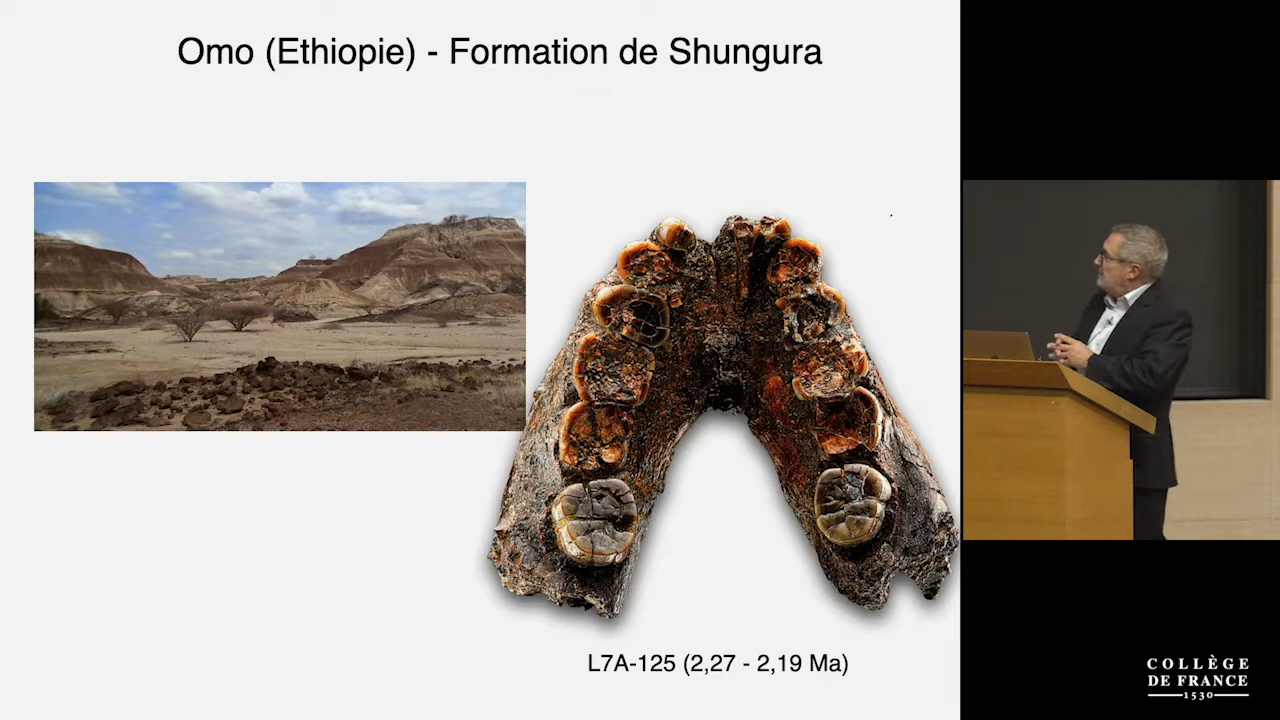 Omo (Ethiopie) - Formation de Shungura
L7A-125 (2,27 - 2,19 Ma)
COLLÈGE
DE FRANCE
1530